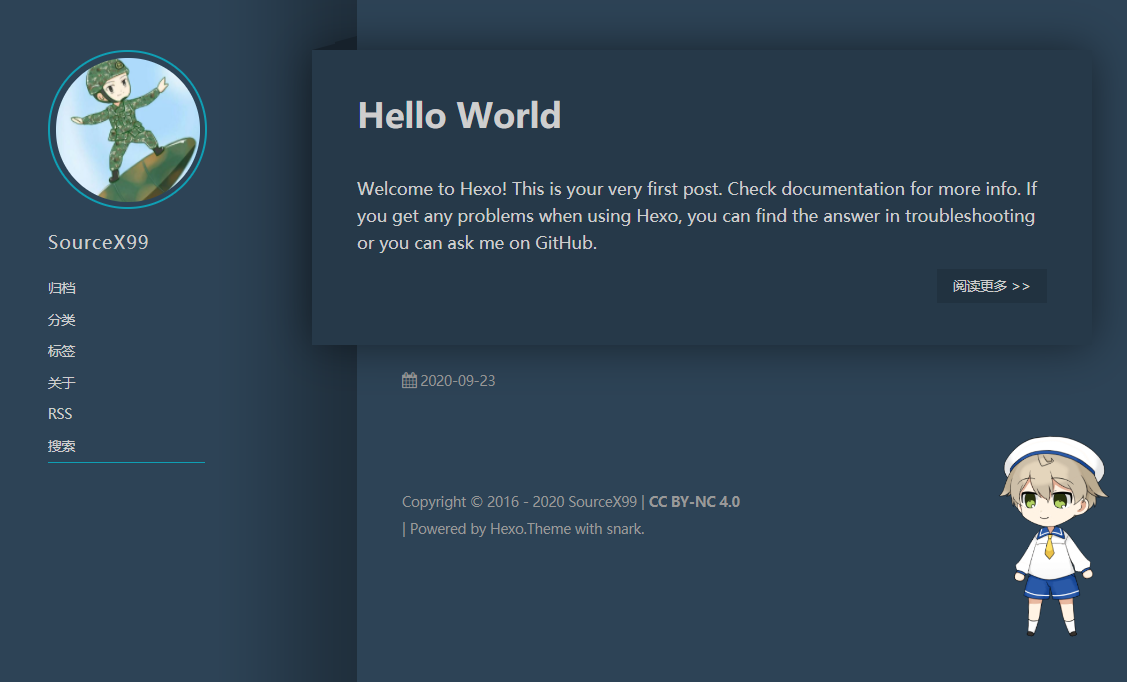 SourceX99
归档
分类
标签
关于
RSS
搜索
Hello World
Welcome to Hexo! This is your very first post. Check documentation for more info. If
you get any problems when using Hexo, you can find the answer in troubleshooting
or you can ask me on GitHub.
阅读更多 >>
2020-09-23
Copyright © 2016 - 2020 SourceX99 | CC BY-NC 4.0
| Powered by Hexo.Theme with snark.